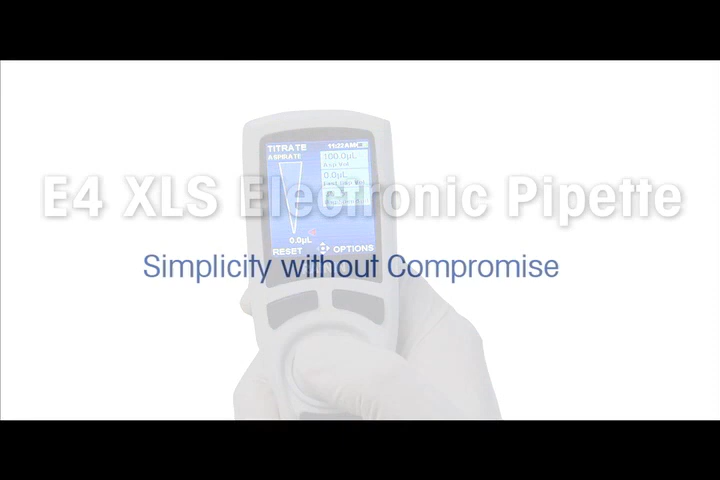 TITRATE 11:22AM
ASPIRATE 100.0µL
0.0µL
E4 XLS Electronic Pipette
0.0µL
RESET OPTIONS
Simplicity without Compromise